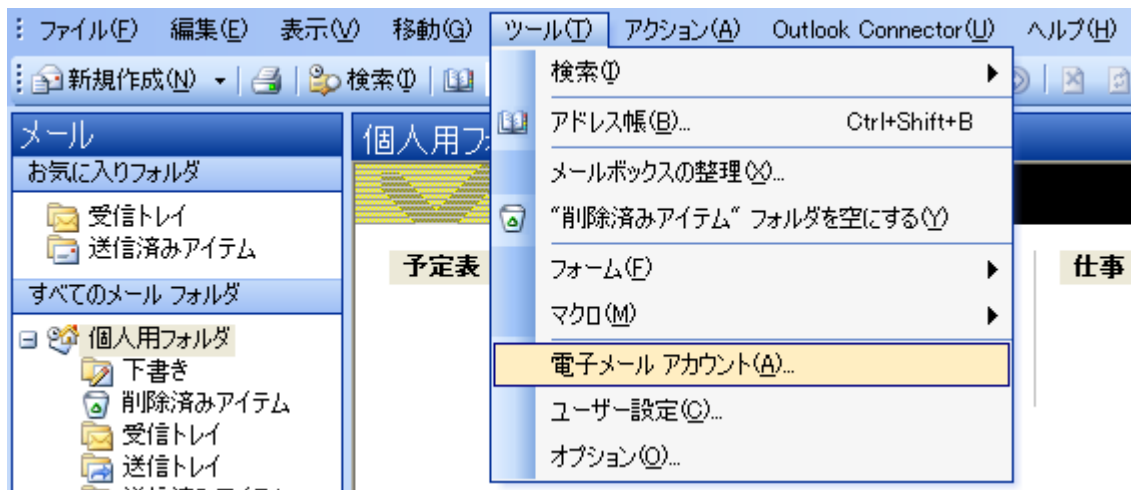 ファイル(F) 編集(E) 表示(V) 移動(G) ツール(T) アクション(A) Outlook Connector(U) ヘルプ(H)
新規作成(N) 検索(I)
メール
お気に入りフォルダ
受信トレイ
送信済みアイテム
すべてのメール フォルダ
個人用フォルダ
下書き
削除済みアイテム
受信トレイ
送信トレイ
個人用フ
予定表
検索(I)
アドレス帳(B)... Ctrl+Shift+B
メールボックスの整理(X)...
"削除済みアイテム" フォルダを空にする(Y)
フォーム(F)
マクロ(M)
電子メール アカウント(A)...
ユーザー設定(C)...
オプション(O)...
仕事